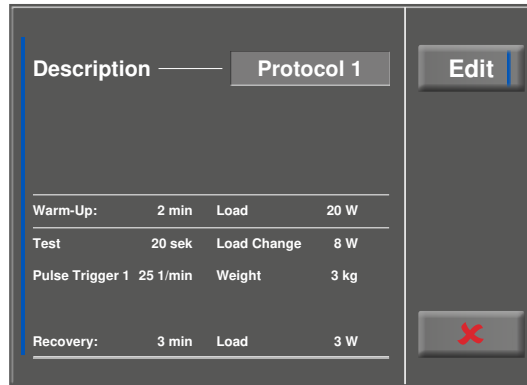 Description Protocol 1 Edit
Warm-Up: 2 min Load 20 W
Test 20 sek Load Change 8 W
Pulse Trigger 1 25 1/min Weight 3 kg
Recovery: 3 min Load 3 W